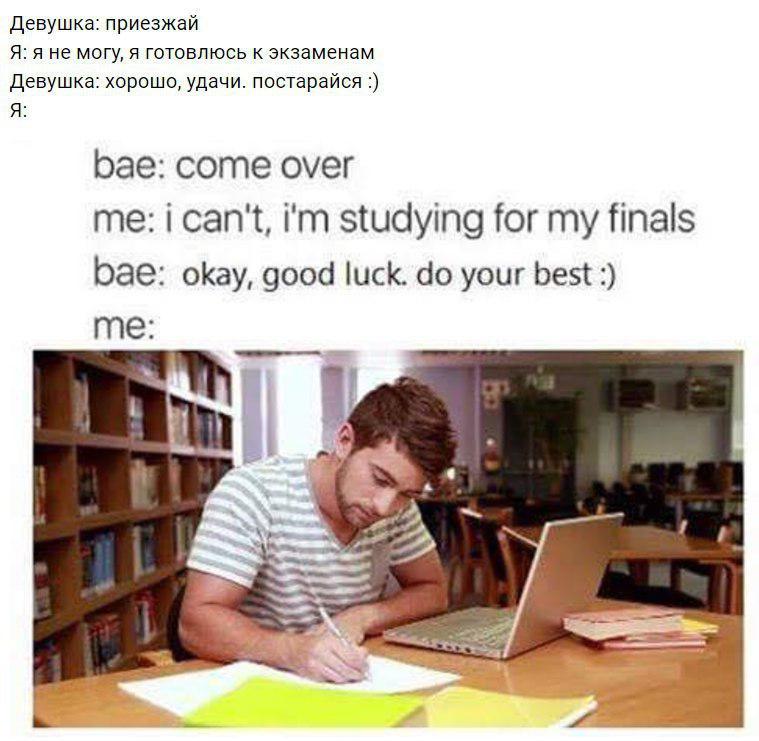 Девушка: приезжай
Я: я не могу, я готовлюсь к экзаменам
Девушка: хорошо, удачи. постарайся :)
Я:
bae: come over
me: i can't, i'm studying for my finals
bae: okay, good luck. do your best :)
me: